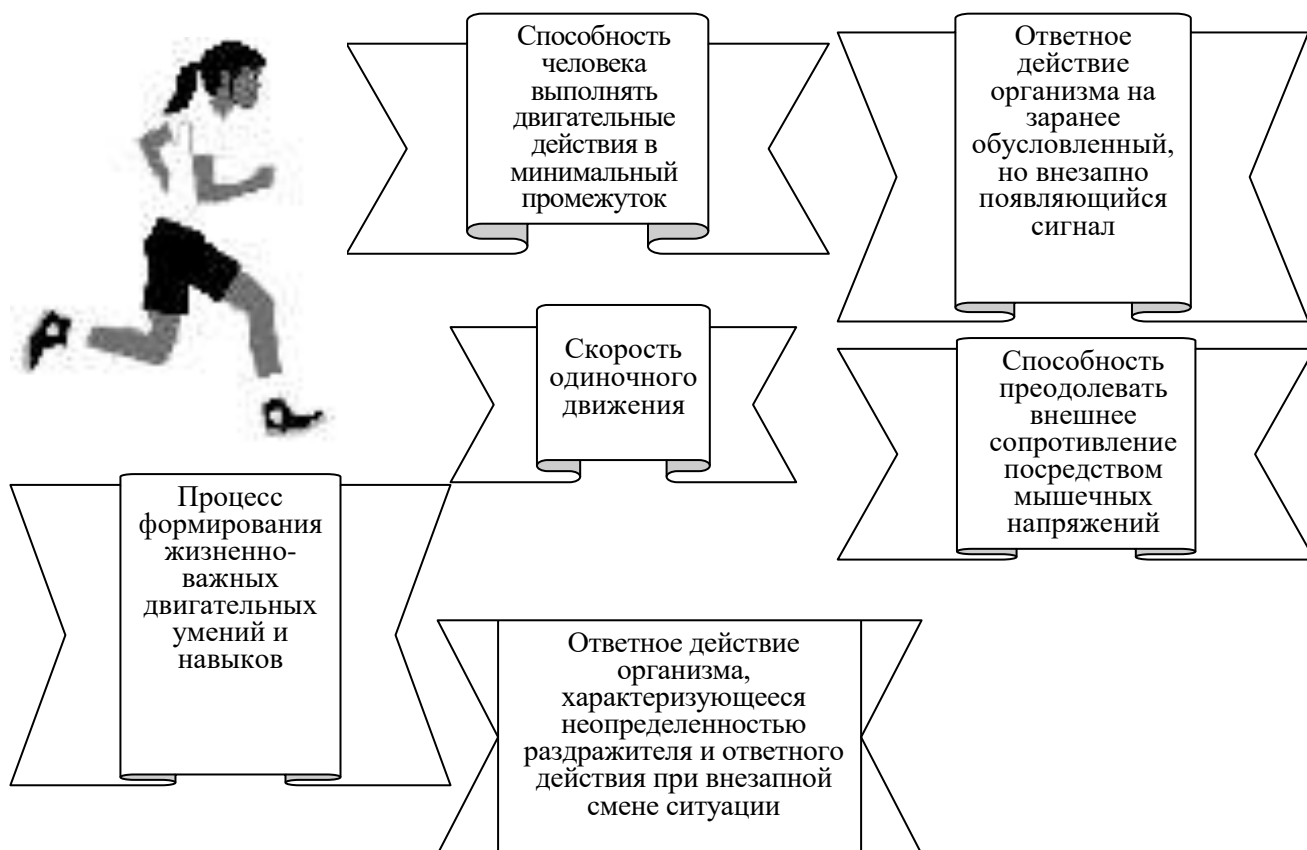 Способность
человека
выполнять
двигательные
действия в
минимальный
промежуток
Ответное
действие
организма на
заранее
обусловленный,
но внезапно
появляющийся
сигнал
Скорость
одиночного
движения
Способность
преодолевать
внешнее
сопротивление
посредством
мышечных
напряжений
Процесс
формирования
жизненно-
важных
двигательных
умений и
навыков
Ответное действие
организма,
характеризующееся
неопределенностью
раздражителя и ответного
действия при внезапной
смене ситуации